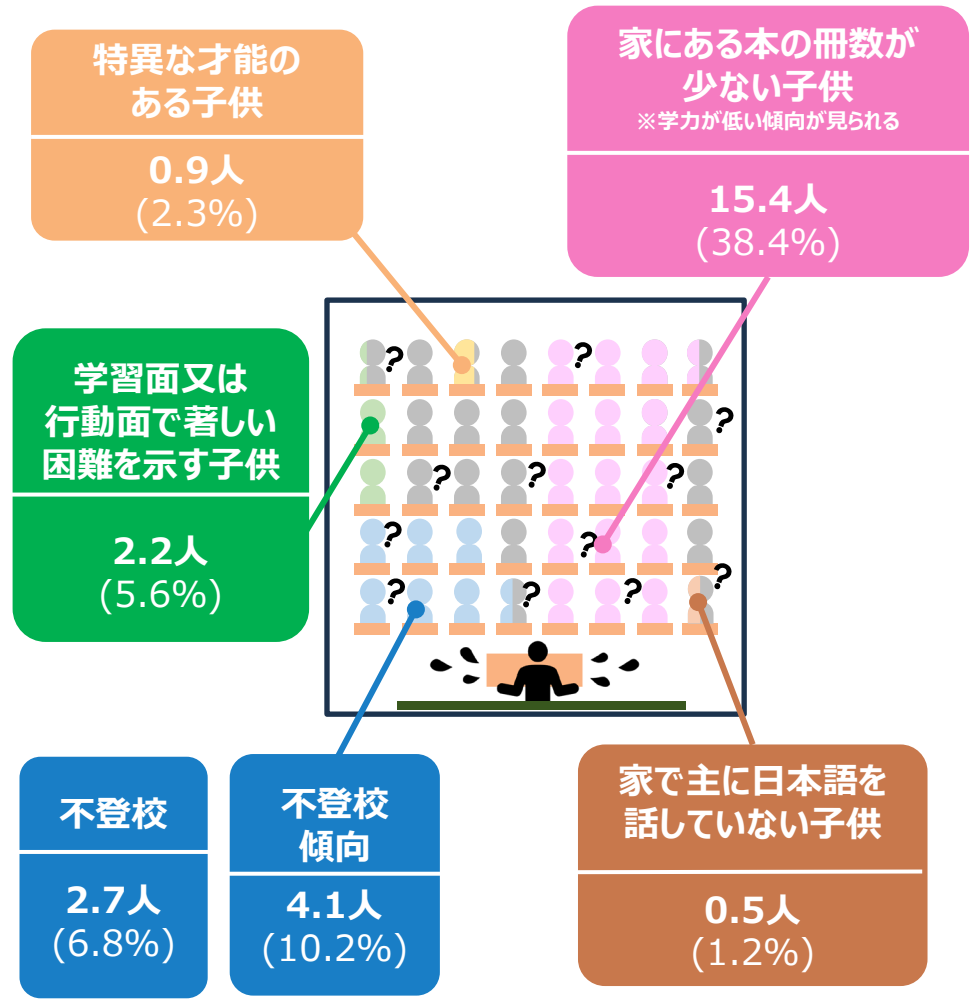 特異な才能の
ある子供
0.9人
(2.3%)
家にある本の冊数が
少ない子供
※学力が低い傾向が見られる
15.4人
(38.4%)
学習面又は
行動面で著しい
困難を示す子供
2.2人
(5.6%)
?
?
?
?
?
?
?
?
?
?
?
?
不登校
2.7人
(6.8%)
不登校
傾向
4.1人
(10.2%)
家で主に日本語を
話していない子供
0.5人
(1.2%)